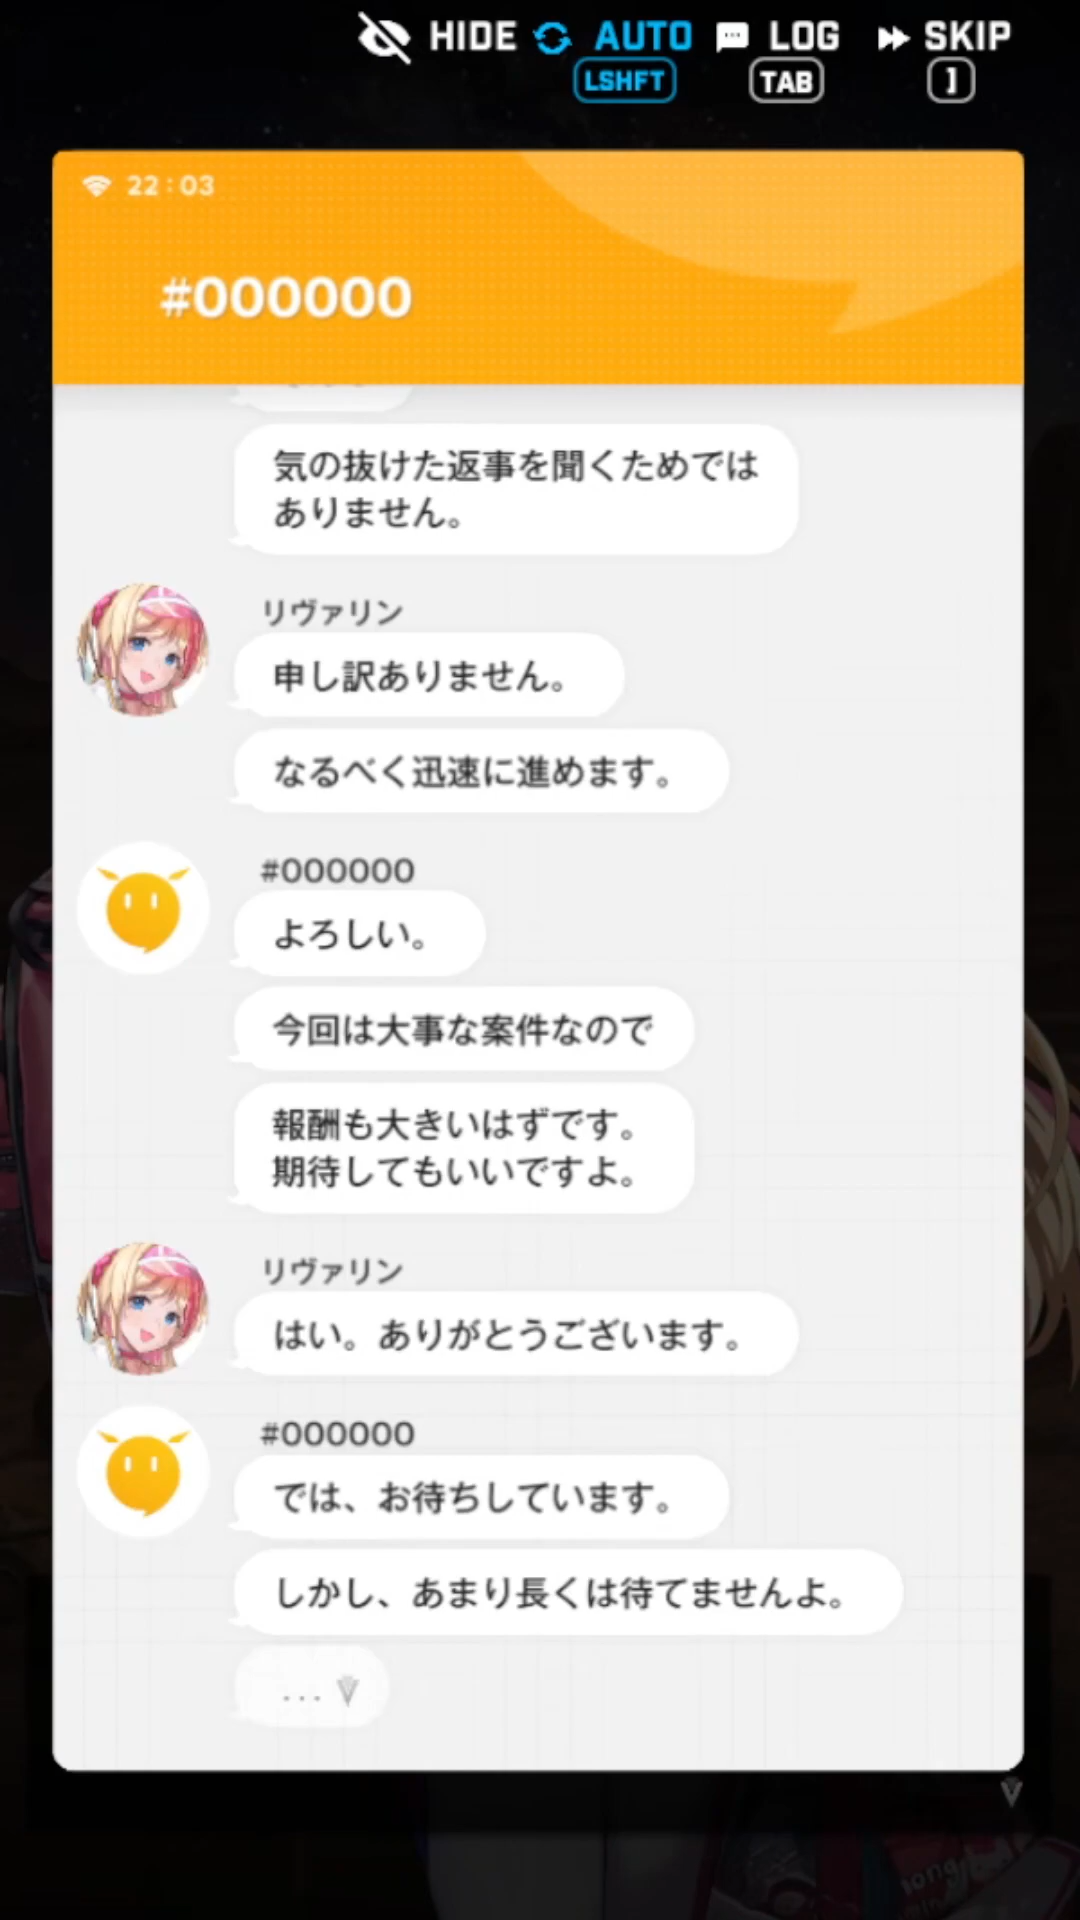 HIDE
AUTO
LOG
SKIP
LSHFT
TAB
]
22:03
#000000
気の抜けた返事を聞くためでは
ありません。
リヴァリン
申し訳ありません。
なるべく迅速に進めます。
#000000
よろしい。
今回は大事な案件なので
報酬も大きいはずです。
期待してもいいですよ。
リヴァリン
はい。ありがとうございます。
#000000
では、お待ちしています。
しかし、あまり長くは待てませんよ。
...